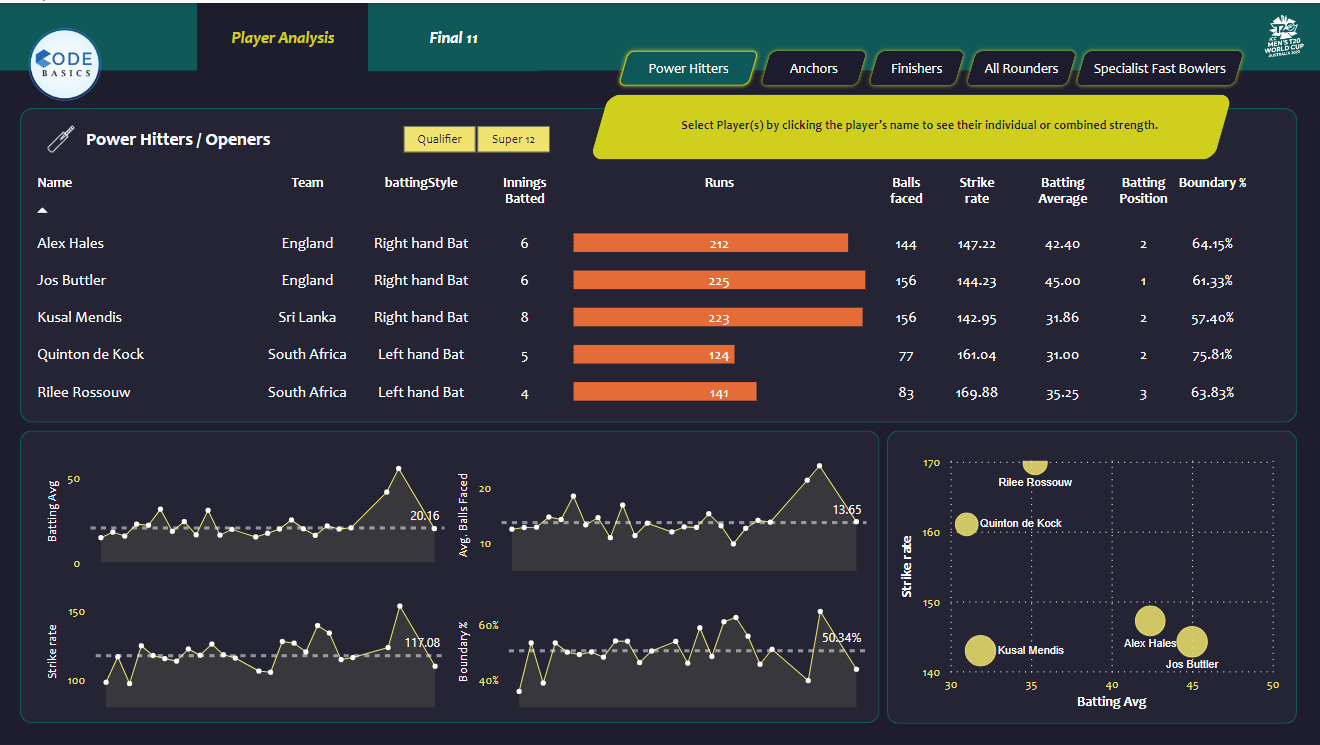 Player Analysis
Final 11
CODE
BASICS
ICC
MEN'S T20
WORLD CUP
AUSTRALIA 2022
Power Hitters
Anchors
Finishers
All Rounders
Specialist Fast Bowlers
Select Player(s) by clicking the player's name to see their individual or combined strength.
Power Hitters / Openers
Qualifier
Super 12
Name Team battingStyle Innings Batted Runs Balls faced Strike rate Batting Average Batting Position Boundary %
Alex Hales England Right hand Bat 6 212 144 147.22 42.40 2 64.15%
Jos Buttler England Right hand Bat 6 225 156 144.23 45.00 1 61.33%
Kusal Mendis Sri Lanka Right hand Bat 8 223 156 142.95 31.86 2 57.40%
Quinton de Kock South Africa Left hand Bat 5 124 77 161.04 31.00 2 75.81%
Rilee Rossouw South Africa Left hand Bat 4 141 83 169.88 35.25 3 63.83%
Batting Avg
50
0
20.16
Avg. Balls Faced
20
10
13.65
Strike rate
150
100
117.08
Boundary %
60%
40%
50.34%
Strike rate
170
160
150
140
Rilee Rossouw
Quinton de Kock
Alex Hales
Kusal Mendis
Jos Buttler
30 35 40 45 50
Batting Avg